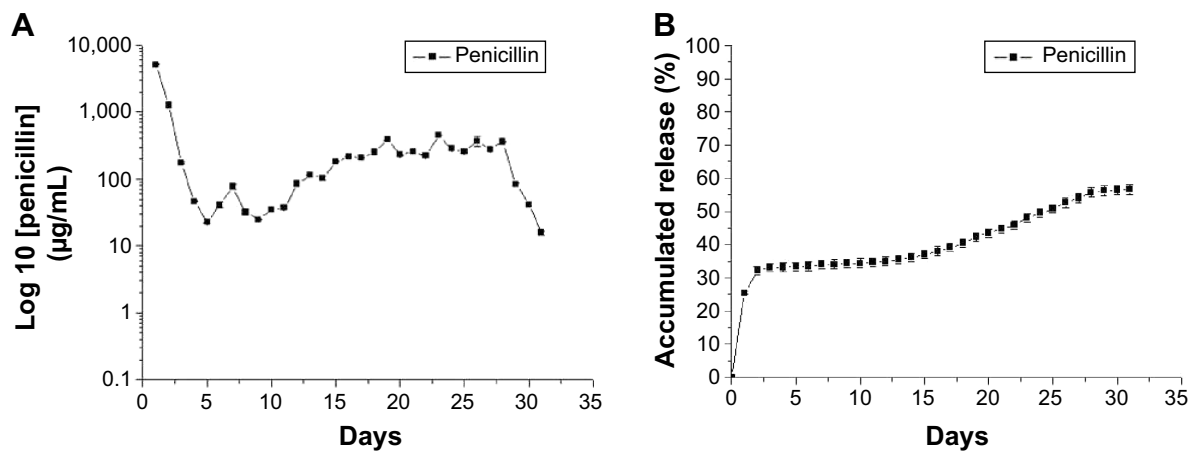 A
Log 10 [penicillin]
(µg/mL)
10,000
1,000
100
10
1
0.1
Penicillin
0 5 10 15 20 25 30 35
Days
B
Accumulated release (%)
100
90
80
70
60
50
40
30
20
10
0
Penicillin
0 5 10 15 20 25 30 35
Days